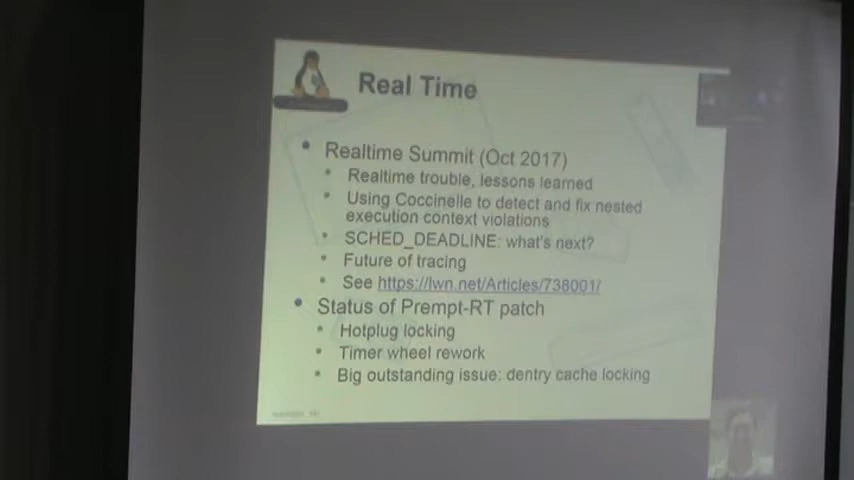 Real Time
Realtime Summit (Oct 2017)
Realtime trouble, lessons learned
Using Coccinelle to detect and fix nested
execution context violations
SCHED_DEADLINE: what's next?
Future of tracing
See https://lwn.net/Articles/738001/
Status of Prempt-RT patch
Hotplug locking
Timer wheel rework
Big outstanding issue: dentry cache locking